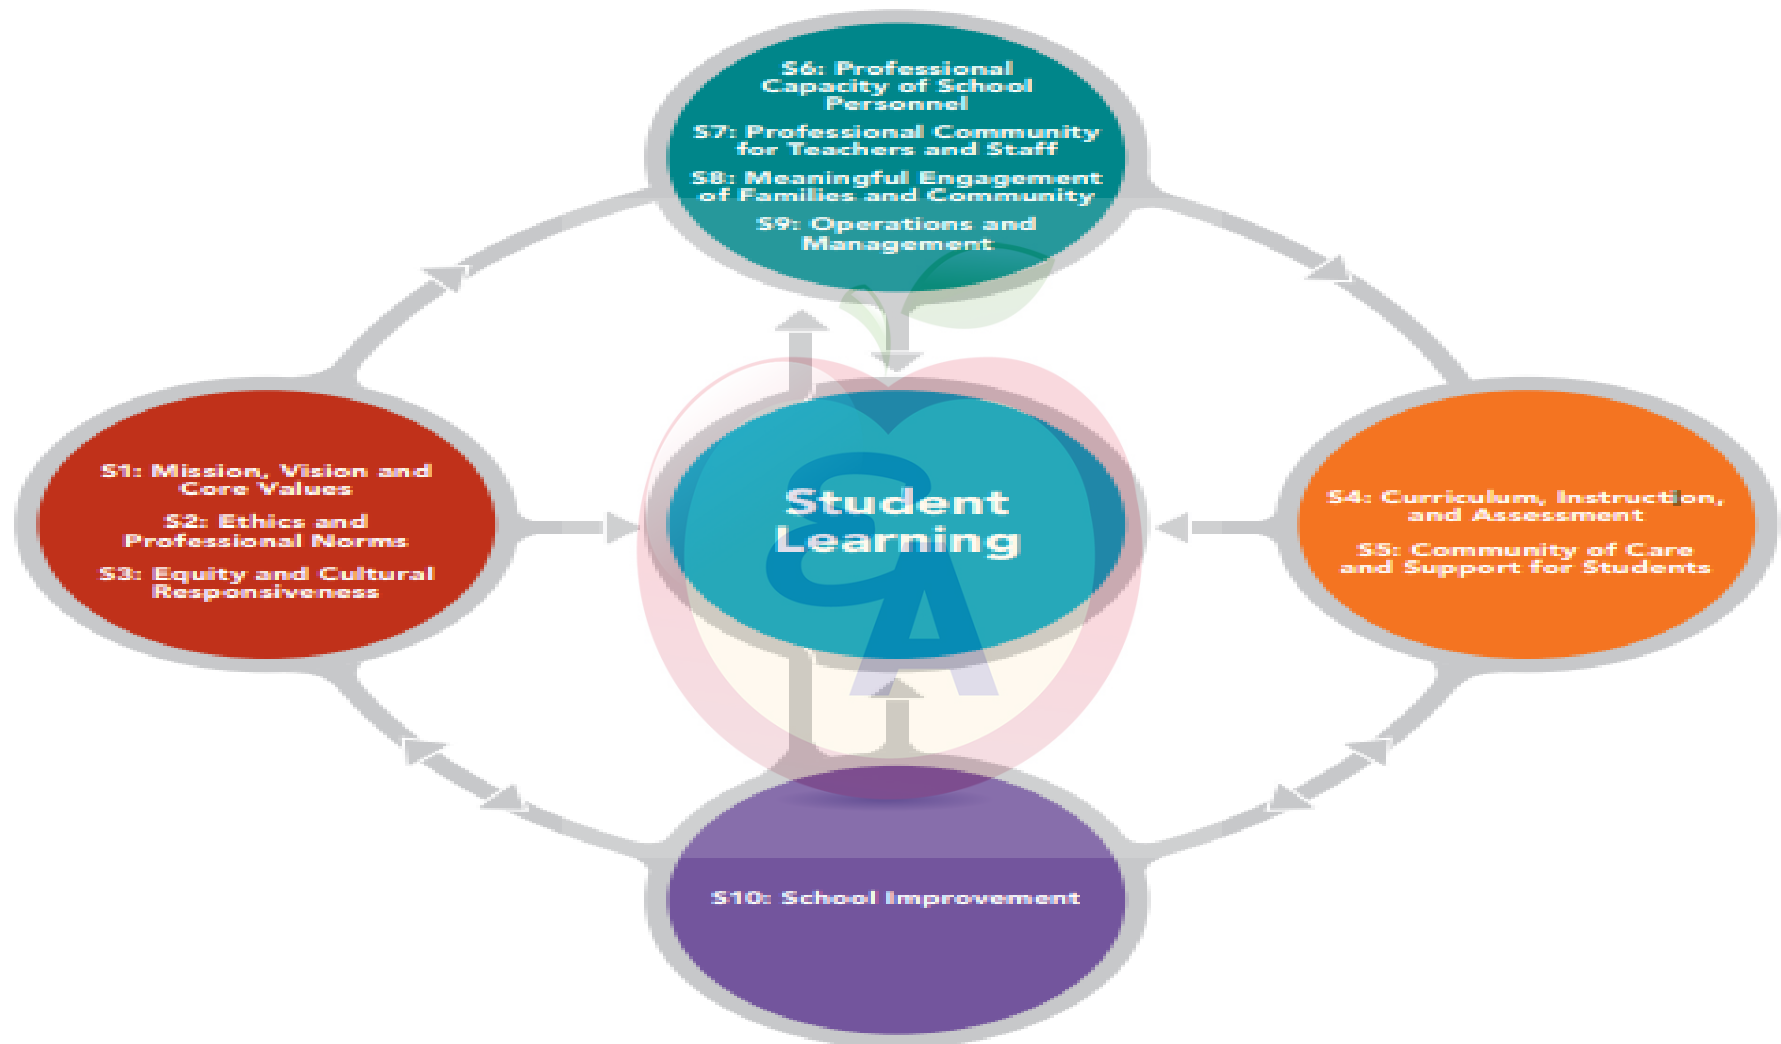 S6: Professional
Capacity of School
Personnel
S7: Professional Community
for Teachers and Staff
S8: Meaningful Engagement
of Families and Community
S9: Operations and
Management
S1: Mission, Vision and
Core Values
S2: Ethics and
Professional Norms
S3: Equity and Cultural
Responsiveness
Student
Learning
S4: Curriculum, Instruction,
and Assessment
S5: Community of Care
and Support for Students
S10: School Improvement